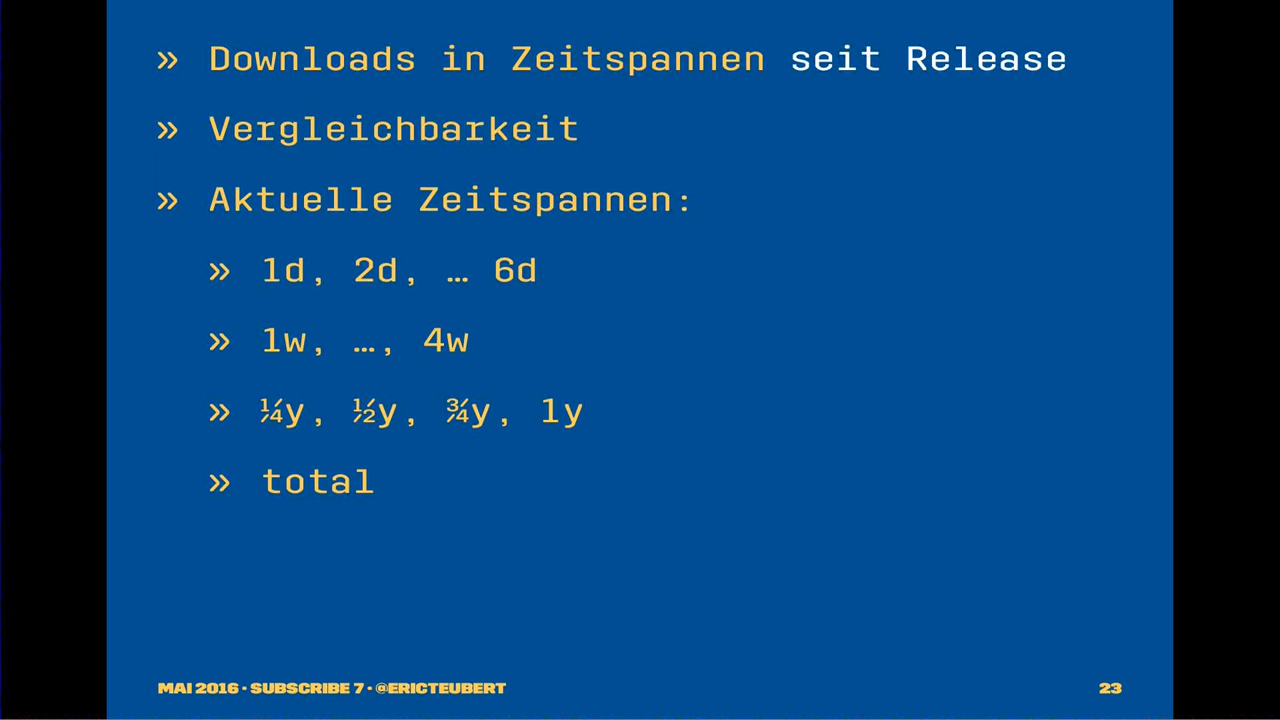 » Downloads in Zeitspannen seit Release
» Vergleichbarkeit
» Aktuelle Zeitspannen:
» 1d, 2d, … 6d
» 1w, …, 4w
» ¼y, ½y, ¾y, 1y
» total
MAI 2016 · SUBSCRIBE 7 · @ERICTEUBERT 23